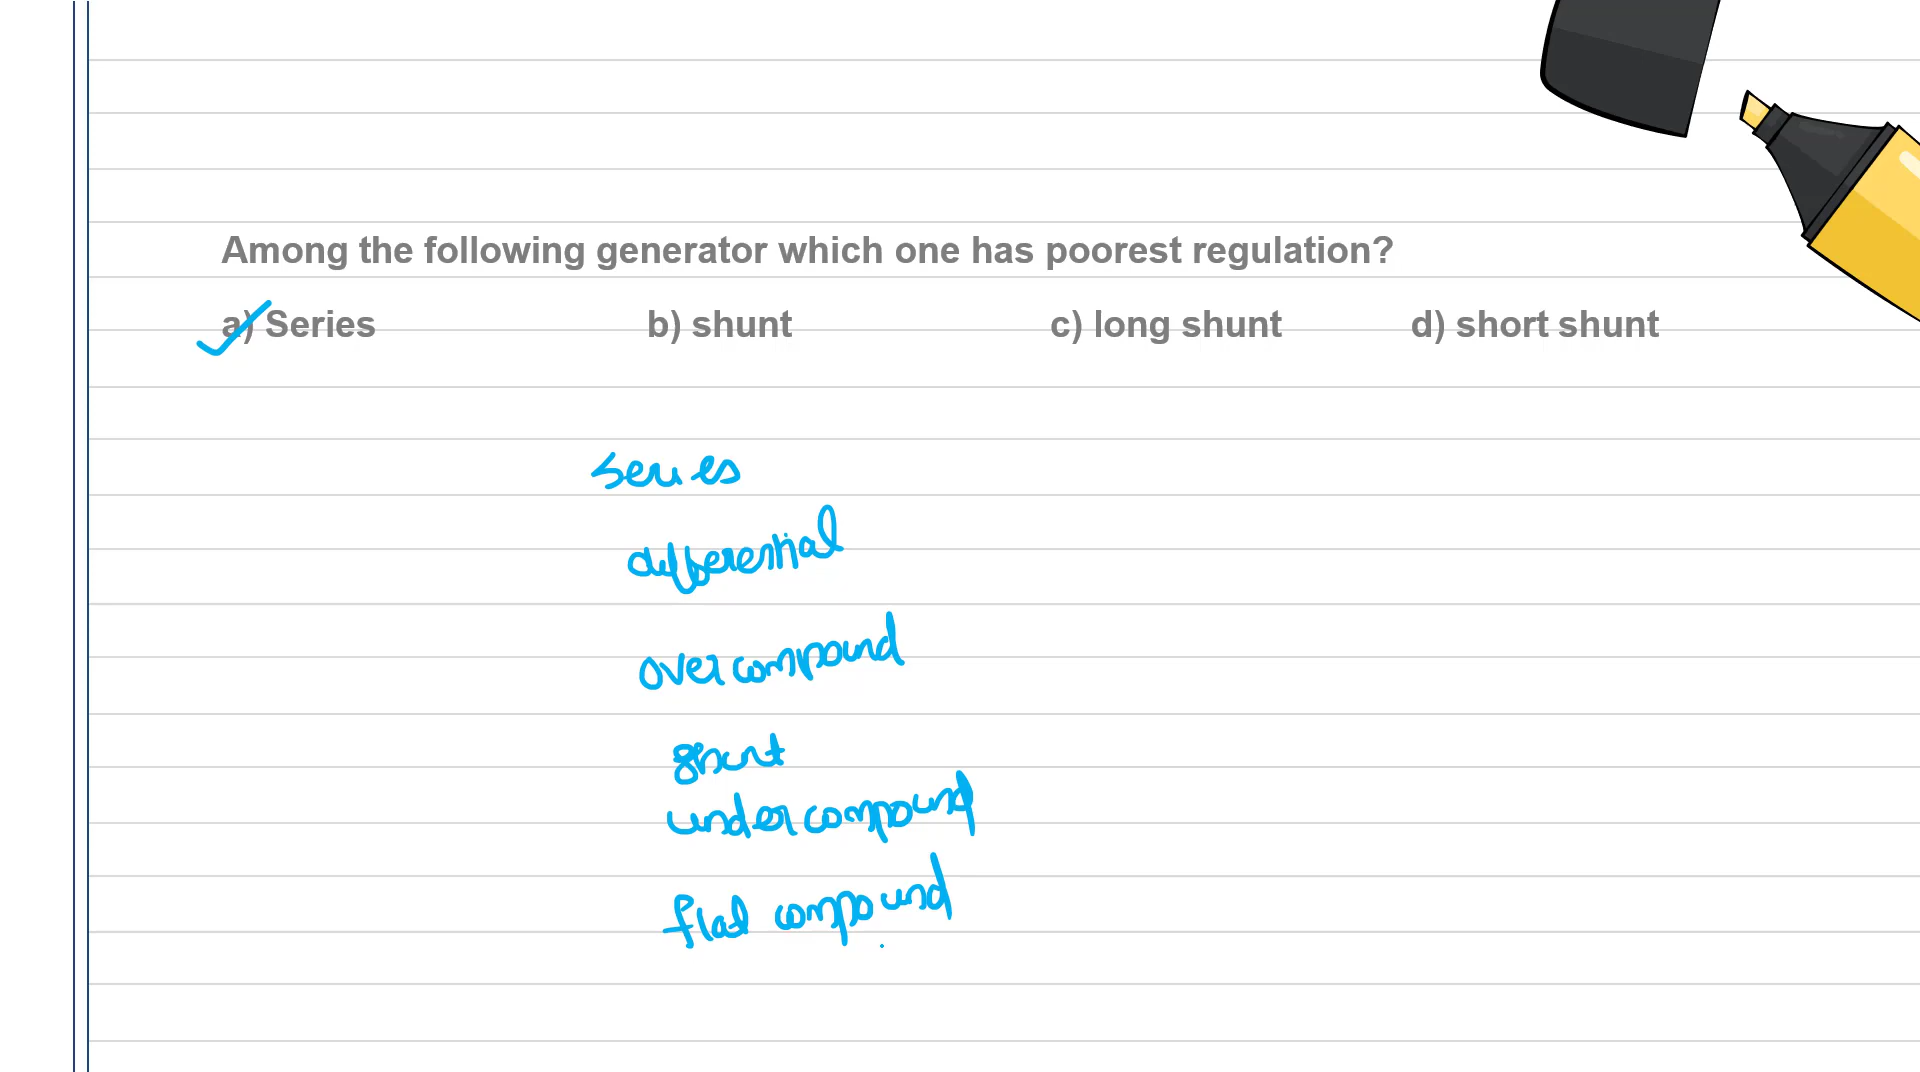 Among the following generator which one has poorest regulation?
a) Series b) shunt c) long shunt d) short shunt
series
differential
over compound
shunt
under compound
flat compound